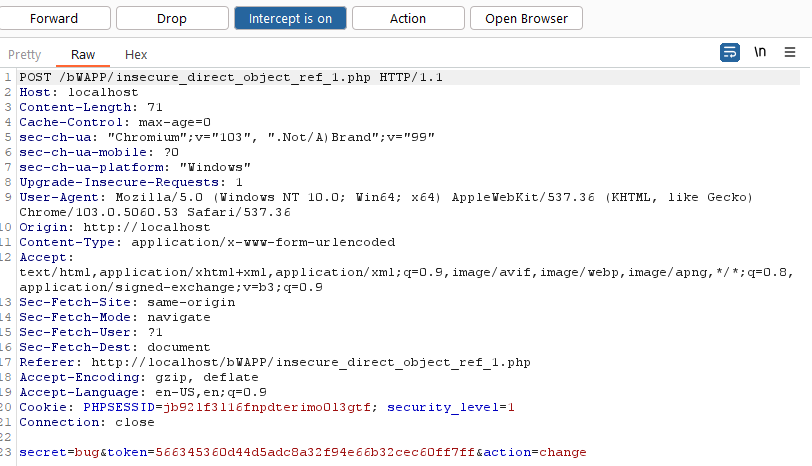 Forward Drop Intercept is on Action Open Browser
Pretty Raw Hex \n
1 POST /bWAPP/insecure_direct_object_ref_1.php HTTP/1.1
2 Host: localhost
3 Content-Length: 71
4 Cache-Control: max-age=0
5 sec-ch-ua: "Chromium";v="103", ".Not/A)Brand";v="99"
6 sec-ch-ua-mobile: ?0
7 sec-ch-ua-platform: "Windows"
8 Upgrade-Insecure-Requests: 1
9 User-Agent: Mozilla/5.0 (Windows NT 10.0; Win64; x64) AppleWebKit/537.36 (KHTML, like Gecko)
Chrome/103.0.5060.53 Safari/537.36
10 Origin: http://localhost
11 Content-Type: application/x-www-form-urlencoded
12 Accept:
text/html,application/xhtml+xml,application/xml;q=0.9,image/avif,image/webp,image/apng,*/*;q=0.8,
application/signed-exchange;v=b3;q=0.9
13 Sec-Fetch-Site: same-origin
14 Sec-Fetch-Mode: navigate
15 Sec-Fetch-User: ?1
16 Sec-Fetch-Dest: document
17 Referer: http://localhost/bWAPP/insecure_direct_object_ref_1.php
18 Accept-Encoding: gzip, deflate
19 Accept-Language: en-US,en;q=0.9
20 Cookie: PHPSESSID=jb921f3116fnpdterimo013gtf; security_level=1
21 Connection: close
22
23 secret=bug&token=566345360d44d5adc8a32f94e66b32cec60ff7ff&action=change